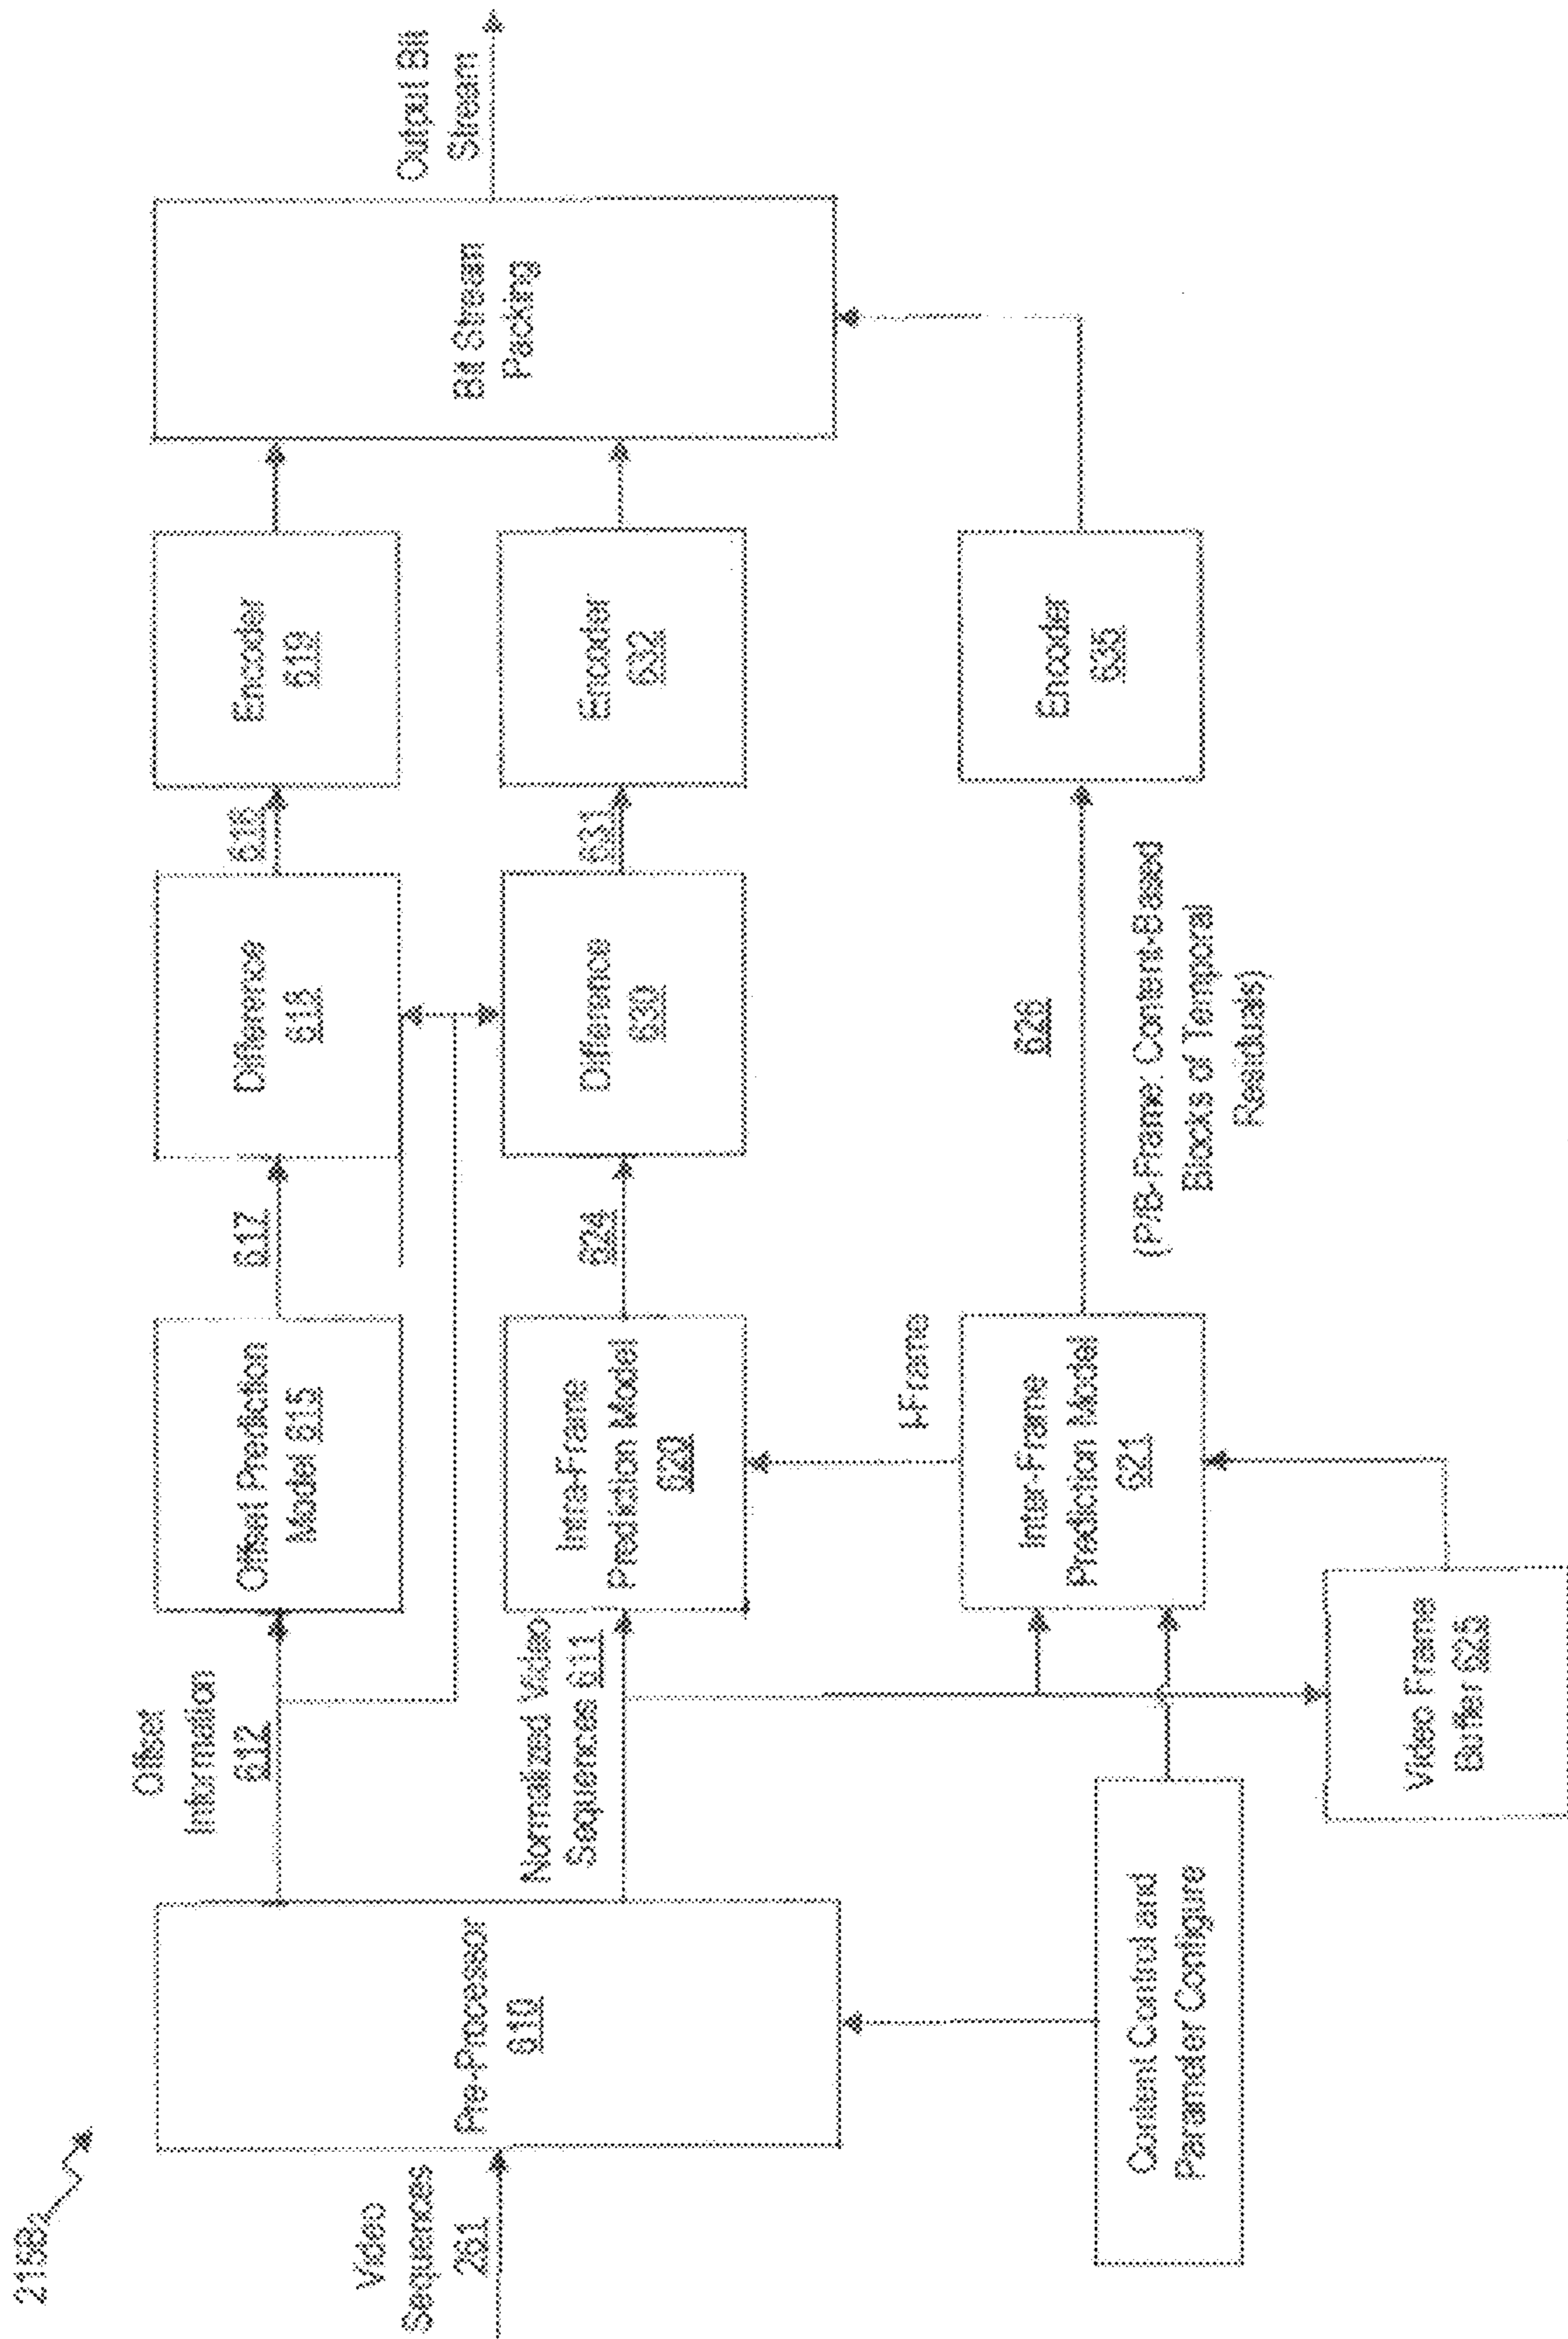 215B
Video
Sequences
261
Pre-Processor
610
Content Control and
Parameter Configure
Offset
Information
612
Normalized Video
Sequences 611
Video Frame
Buffer 625
Offset Prediction
Model 615
Intra-Frame
Prediction Model
620
I-Frame
Inter-Frame
Prediction Model
621
617
624
626
(P/B-Frame: Content-Based
Blocks of Temporal
Residuals)
Difference
Difference
630
618
631
Encoder
619
Encoder
632
Encoder
635
Bit Stream
Packing
Output Bit
Stream